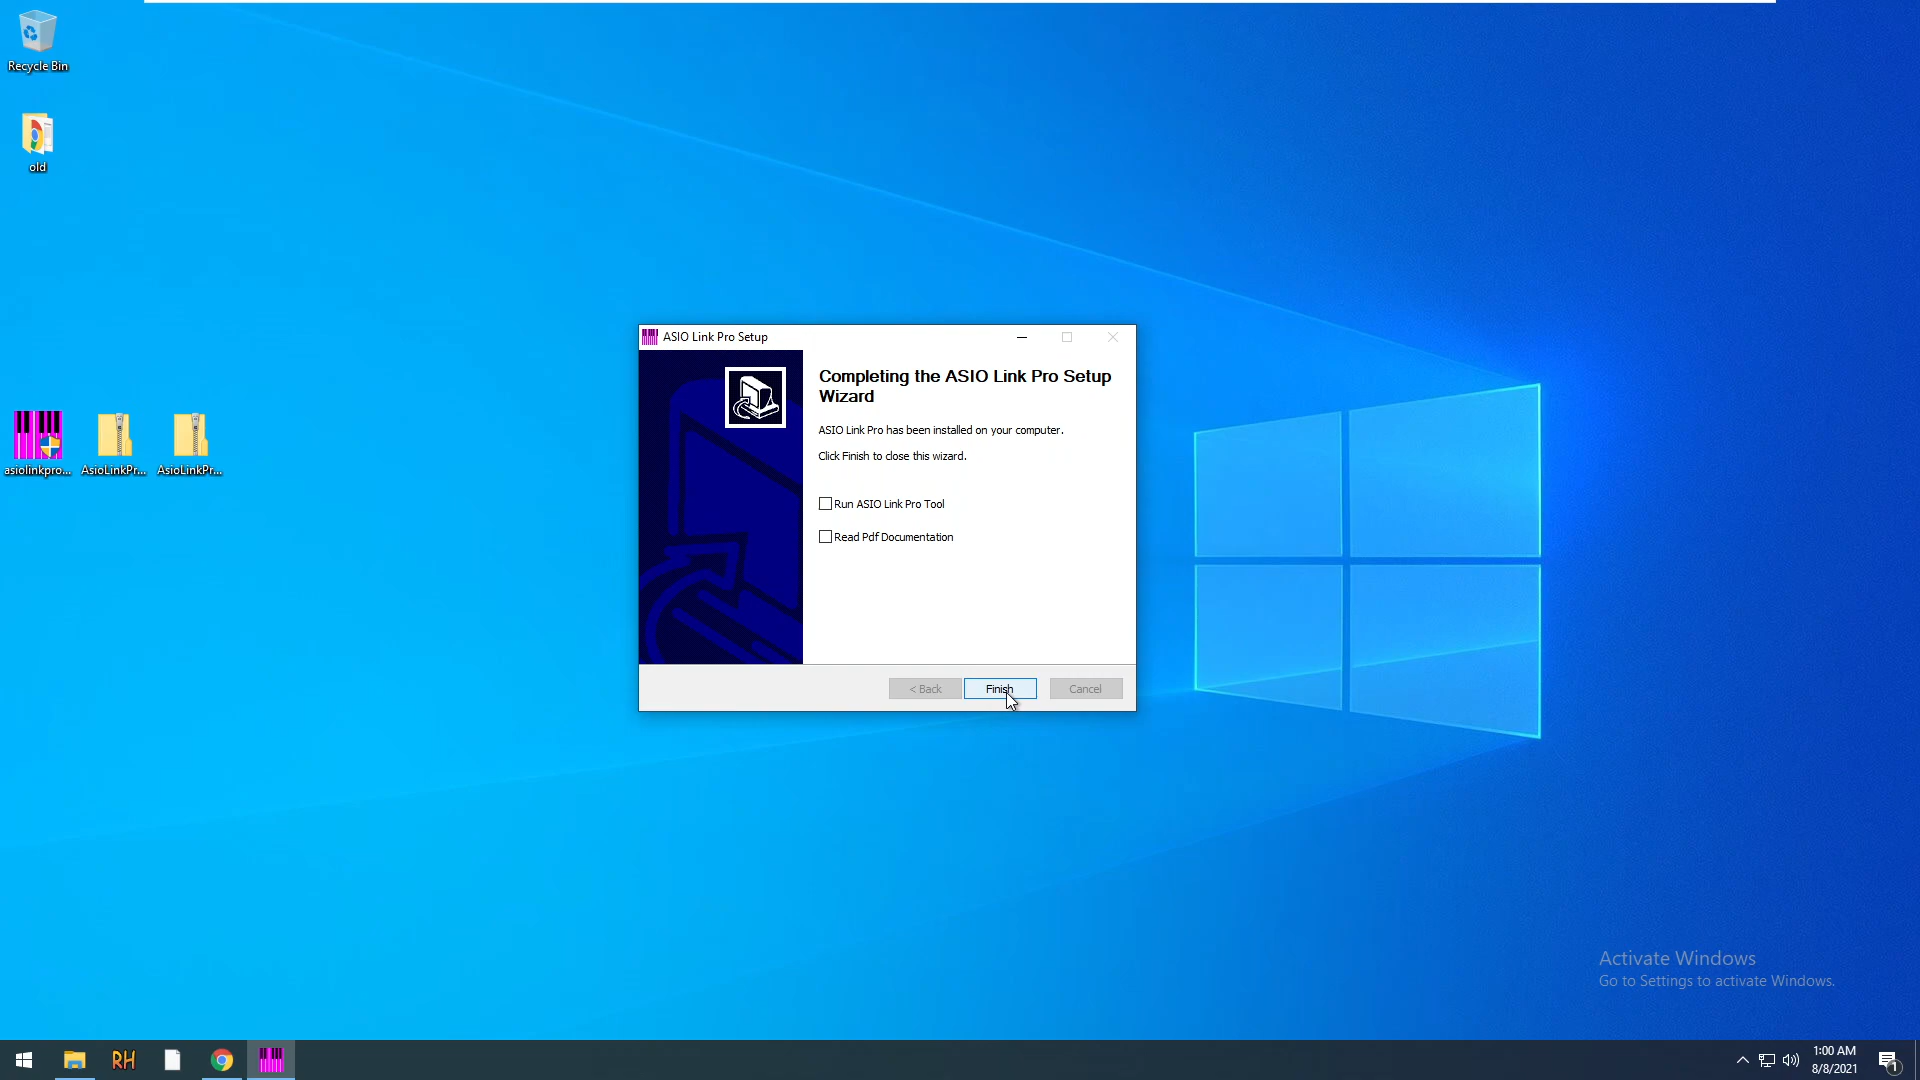 Recycle Bin
old
asiolinkpro...
AsioLinkPr...
AsioLinkPr...
ASIO Link Pro Setup
Completing the ASIO Link Pro Setup
Wizard
ASIO Link Pro has been installed on your computer.
Click Finish to close this wizard.
Run ASIO Link Pro Tool
Read Pdf Documentation
< Back
Finish
Cancel
Activate Windows
Go to Settings to activate Windows.
RH
1:00 AM
8/8/2021
1